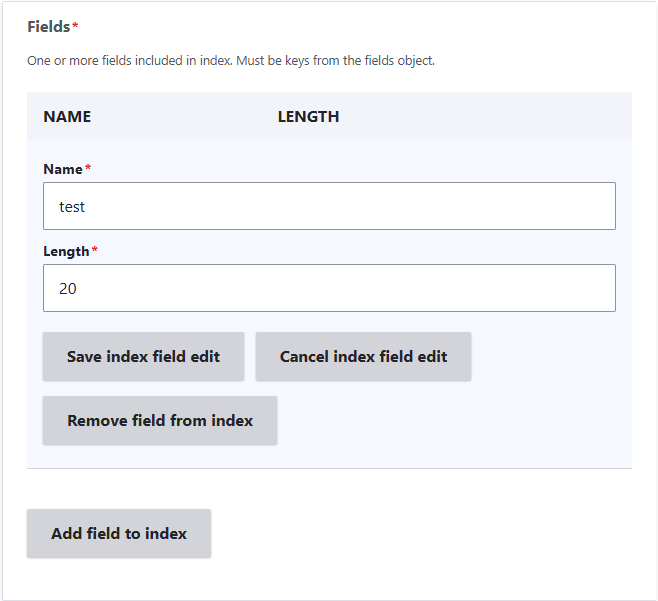 Fields*
One or more fields included in index. Must be keys from the fields object.
NAME LENGTH
Name*
test
Length*
20
Save index field edit Cancel index field edit
Remove field from index
Add field to index